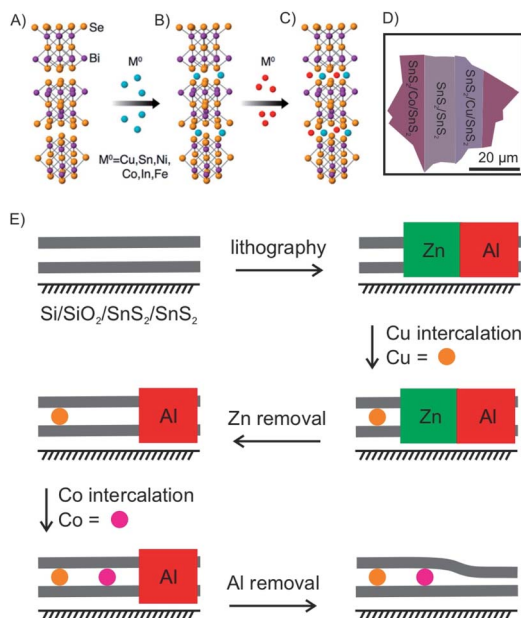 A)
Se
Bi
M⁰
M⁰=Cu,Sn,Ni,
Co,In,Fe
B)
M⁰
C)
D)
SnS₂/Co/SnS₂
SnS₂/SnS₂
SnS₂/Cu/SnS₂
20 μm
E)
Si/SiO₂/SnS₂/SnS₂
lithography
Zn Al
Cu intercalation
Cu =
Zn Al
Zn removal
Al
Co intercalation
Co =
Al
Al removal